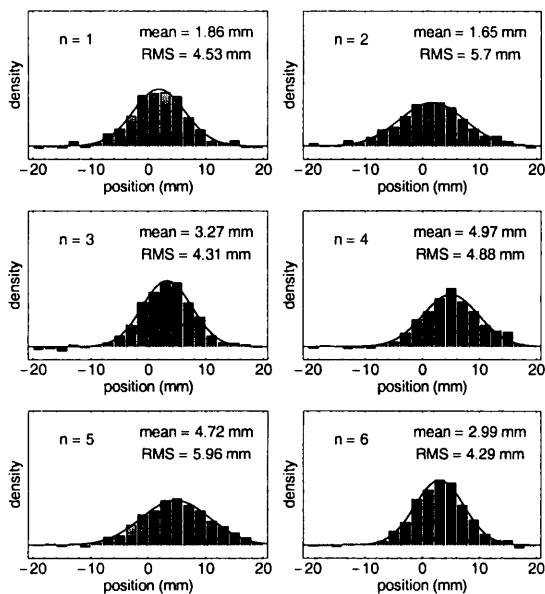 n = 1
mean = 1.86 mm
RMS = 4.53 mm
density
−20 −10 0 10 20
position (mm)
n = 2
mean = 1.65 mm
RMS = 5.7 mm
density
−20 −10 0 10 20
position (mm)
n = 3
mean = 3.27 mm
RMS = 4.31 mm
density
−20 −10 0 10 20
position (mm)
n = 4
mean = 4.97 mm
RMS = 4.88 mm
density
−20 −10 0 10 20
position (mm)
n = 5
mean = 4.72 mm
RMS = 5.96 mm
density
−20 −10 0 10 20
position (mm)
n = 6
mean = 2.99 mm
RMS = 4.29 mm
density
−20 −10 0 10 20
position (mm)